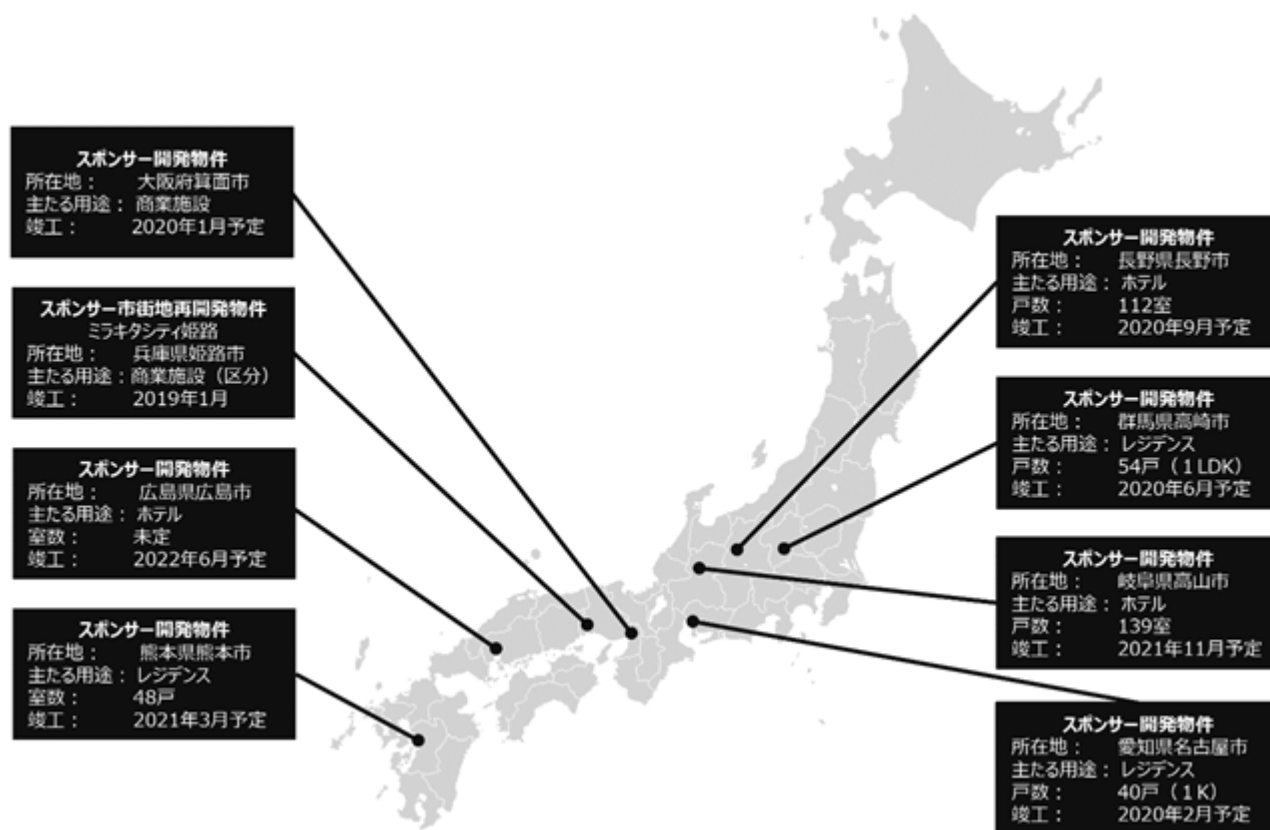 スポンサー開発物件
所在地： 大阪府箕面市
主たる用途： 商業施設
竣工： 2020年1月予定
スポンサー市街地再開発物件
ミラキタシティ姫路
所在地： 兵庫県姫路市
主たる用途：商業施設（区分）
竣工： 2019年1月
スポンサー開発物件
所在地： 広島県広島市
主たる用途： ホテル
室数： 未定
竣工： 2022年6月予定
スポンサー開発物件
所在地： 熊本県熊本市
主たる用途： レジデンス
室数： 48戸
竣工： 2021年3月予定
スポンサー開発物件
所在地： 長野県長野市
主たる用途： ホテル
戸数： 112室
竣工： 2020年9月予定
スポンサー開発物件
所在地： 群馬県高崎市
主たる用途： レジデンス
戸数： 54戸（1LDK）
竣工： 2020年6月予定
スポンサー開発物件
所在地： 岐阜県高山市
主たる用途： ホテル
戸数： 139室
竣工： 2021年11月予定
スポンサー開発物件
所在地： 愛知県名古屋市
主たる用途： レジデンス
戸数： 40戸（1K）
竣工： 2020年2月予定